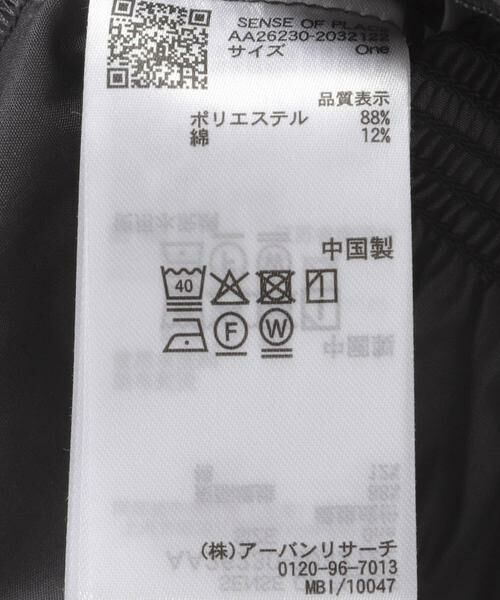 SENSE OF PLACE
AA26230-2032122
サイズ One
品質表示
ポリエステル 88%
綿 12%
中国製
40
F W
(株)アーバンリサーチ
0120-96-7013
MBI/10047